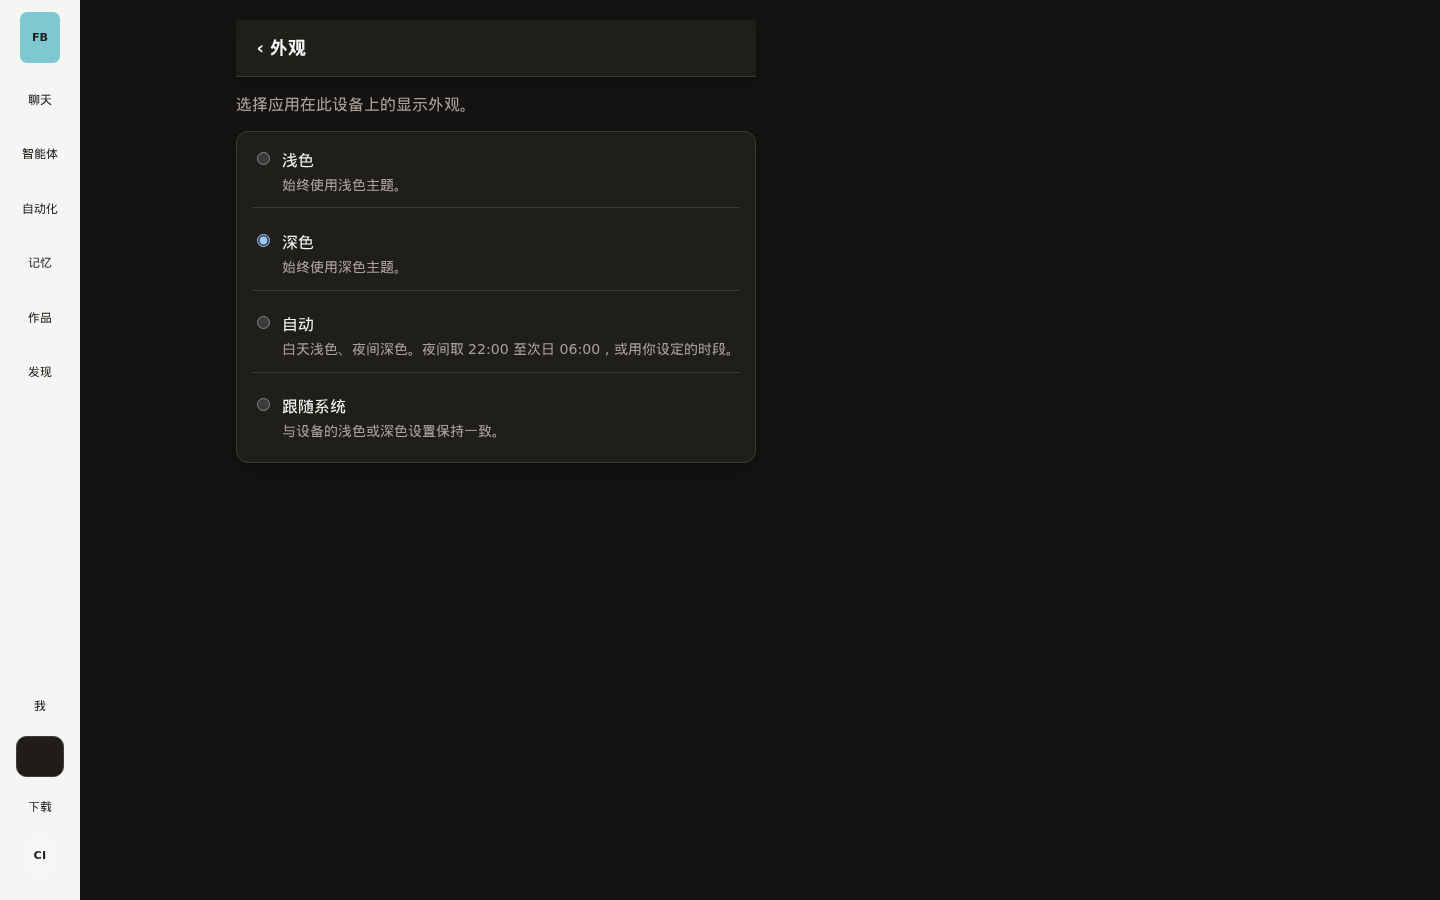 FB
聊天
智能体
自动化
记忆
作品
发现
我
下载
CI
‹ 外观
选择应用在此设备上的显示外观。
浅色
始终使用浅色主题。
深色
始终使用深色主题。
自动
白天浅色、夜间深色。夜间取 22:00 至次日 06:00，或用你设定的时段。
跟随系统
与设备的浅色或深色设置保持一致。